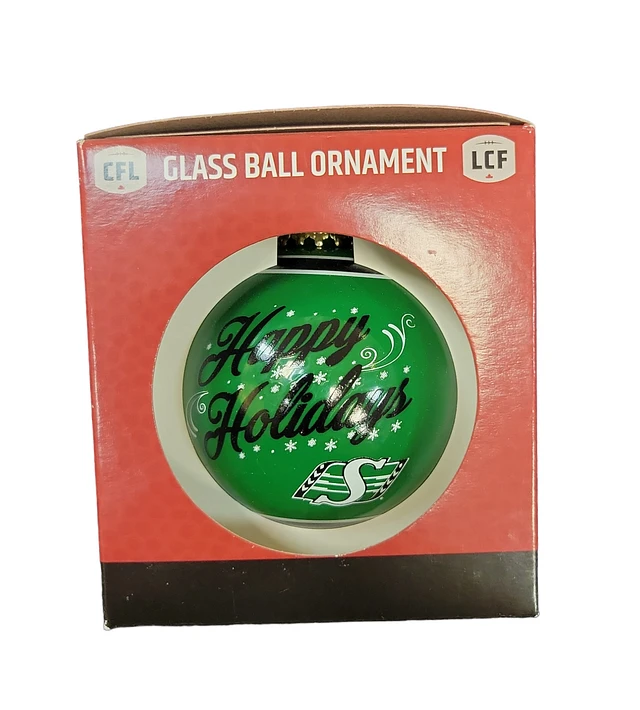 CFL GLASS BALL ORNAMENT LCF
Happy
Holidays
S